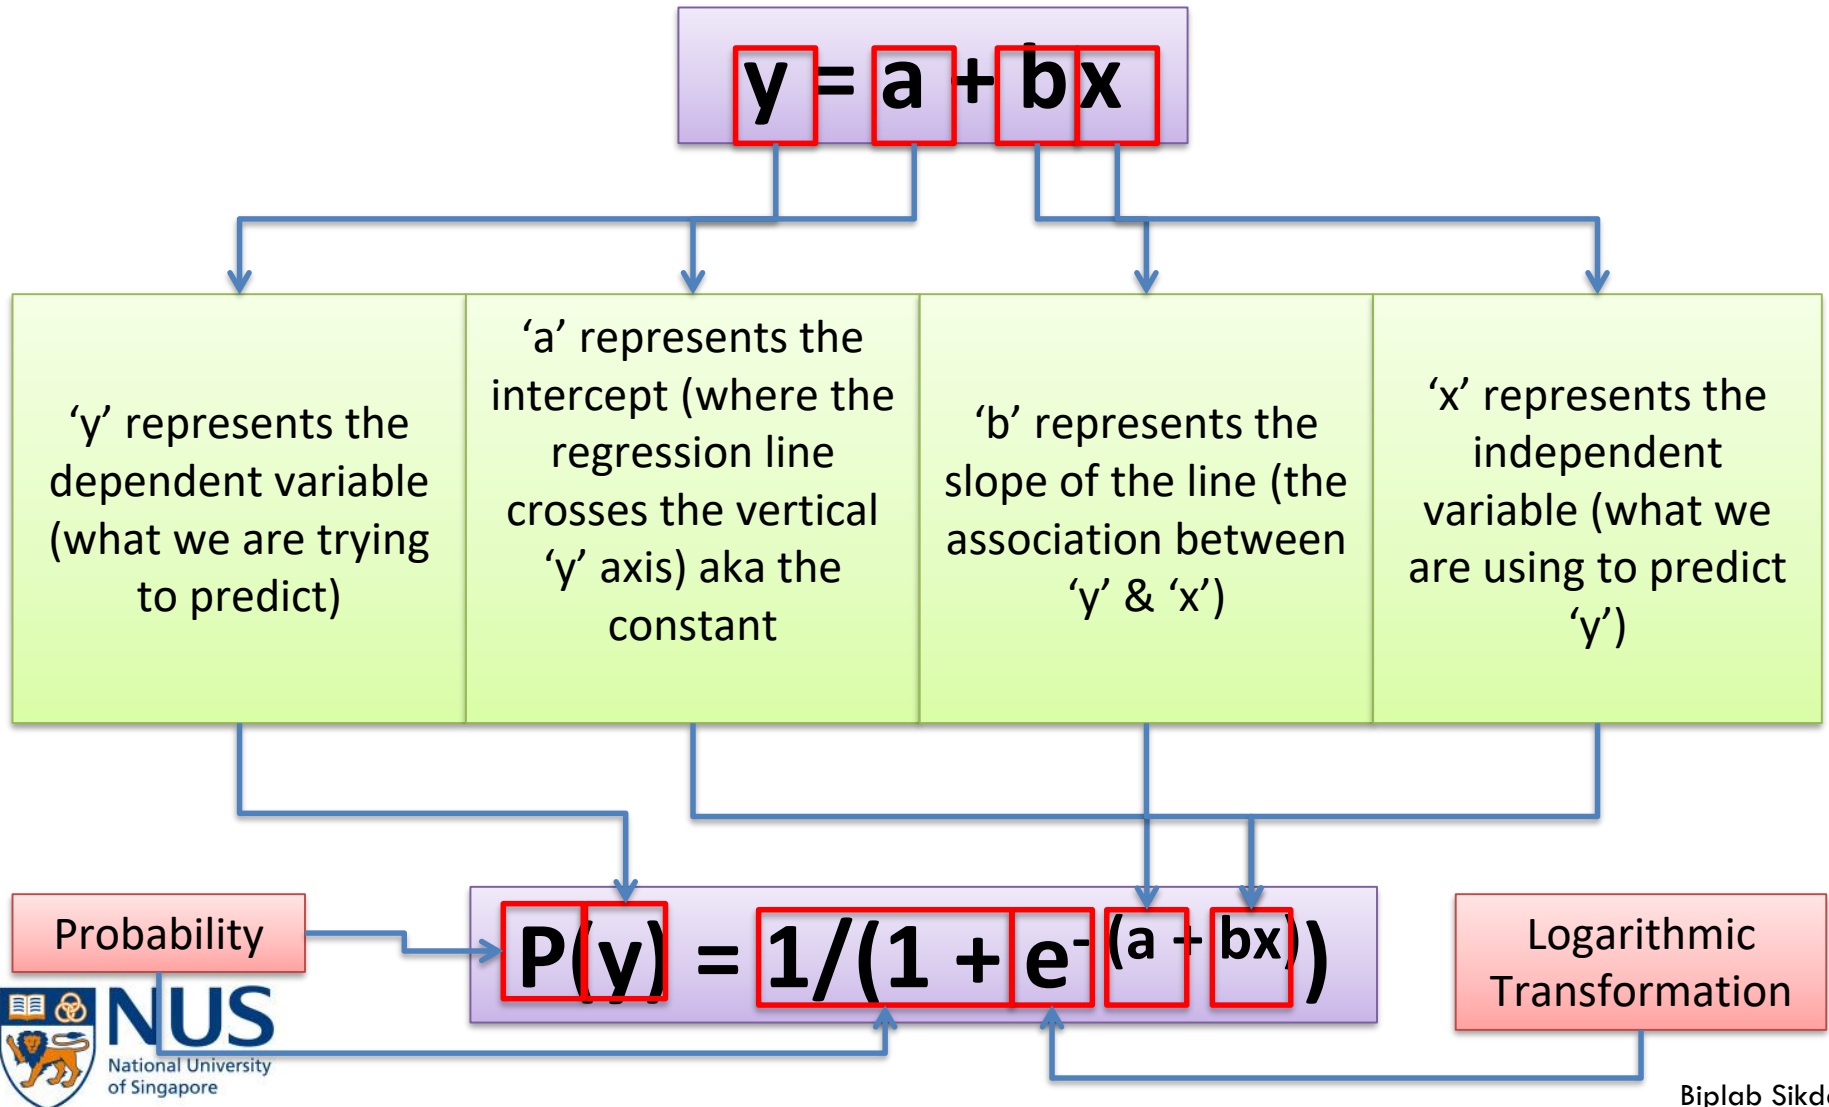 y = a + bx
‘y’ represents the
dependent variable
(what we are trying
to predict)
‘a’ represents the
intercept (where the
regression line
crosses the vertical
‘y’ axis) aka the
constant
‘b’ represents the
slope of the line (the
association between
‘y’ & ‘x’)
‘x’ represents the
independent
variable (what we
are using to predict
‘y’)
Probability
P(y) = 1/(1 + e⁻ (a + bx))
Logarithmic
Transformation
NUS
National University
of Singapore
Biplab